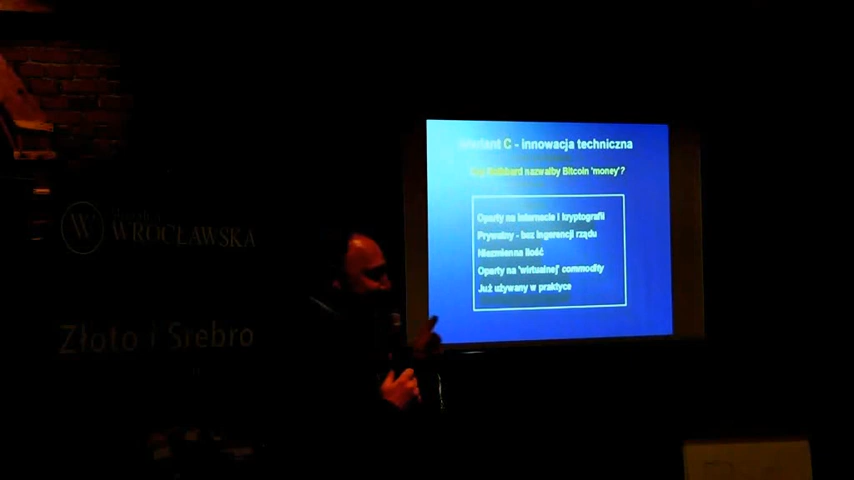 WROCŁAWSKA
Złoto i Srebro
Wariant C - innowacja techniczna
Czy Rothbard nazwałby Bitcoin 'money'?
Oparty na internecie i kryptografii
Prywatny - bez ingerencji rządu
Niezmienna ilość
Oparty na 'wirtualnej' commodity
Już używany w praktyce